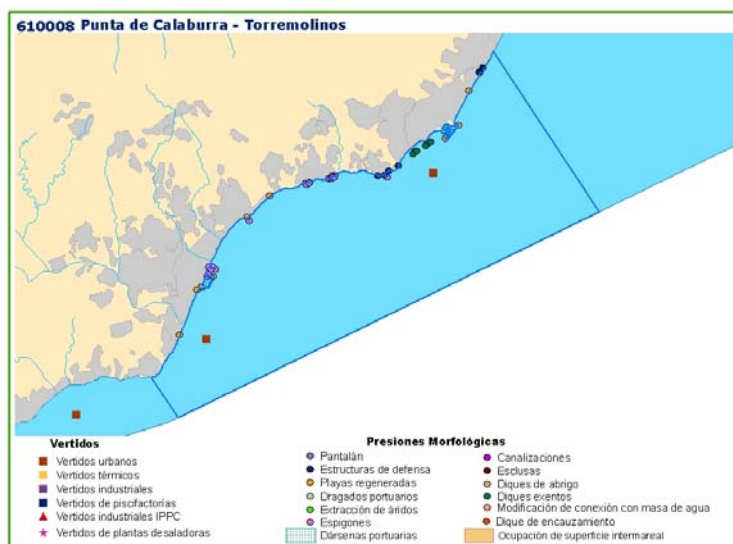 610008 Punta de Calaburra - Torremolinos
Vertidos
Vertidos urbanos
Vertidos térmicos
Vertidos industriales
Vertidos de piscifactorías
Vertidos industriales IPPC
Vertidos de plantas desaladoras
Presiones Morfológicas
Pantalán
Estructuras de defensa
Playas regeneradas
Dragados portuarios
Extracción de áridos
Espigones
Dársenas portuarias
Canalizaciones
Esclusas
Diques de abrigo
Diques exentos
Modificación de conexión con masa de agua
Dique de encauzamiento
Ocupación de superficie intermareal